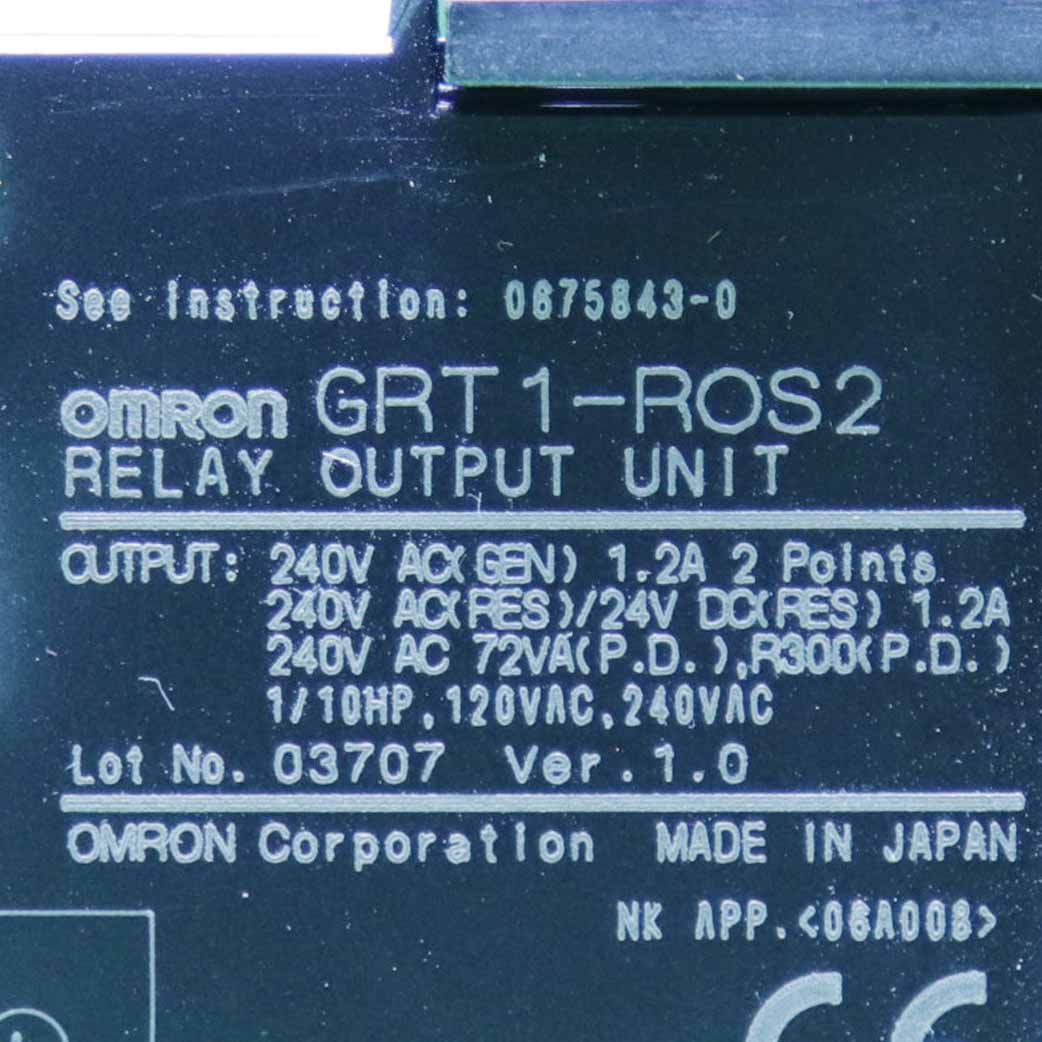 See Instruction: 0675843-0
OMRON GRT1-ROS2
RELAY OUTPUT UNIT
OUTPUT: 240V AC(GEN) 1.2A 2 Points
240V AC(RES)/24V DC(RES) 1.2A
240V AC 72VA(P.D.),R300(P.D.)
1/10HP,120VAC,240VAC
Lot No. 03707 Ver.1.0
OMRON Corporation MADE IN JAPAN
NK APP.<06A008>
CE